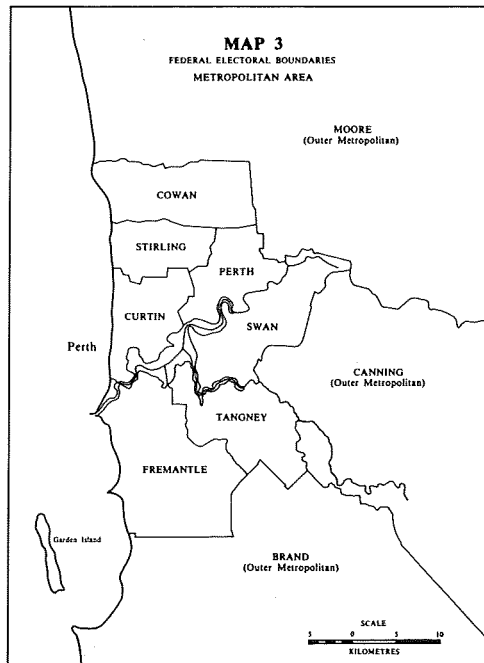 MAP 3
FEDERAL ELECTORAL BOUNDARIES
METROPOLITAN AREA
MOORE
(Outer Metropolitan)
COWAN
STIRLING
PERTH
CURTIN
SWAN
Perth
CANNING
(Outer Metropolitan)
TANGNEY
FREMANTLE
Garden Island
BRAND
(Outer Metropolitan)
SCALE
5 0 5 10
KILOMETRES